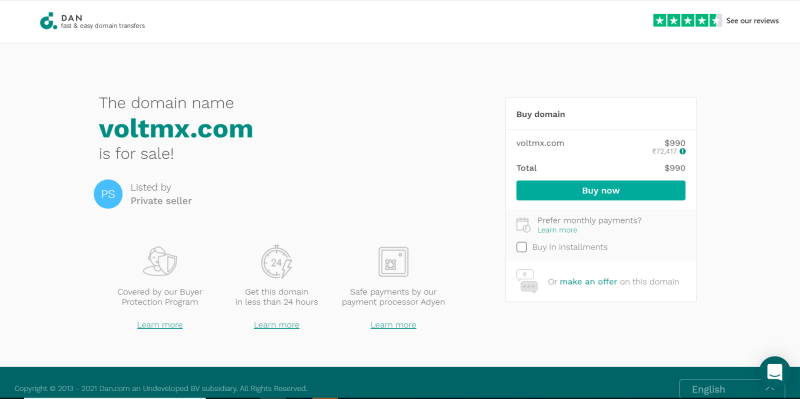 DAN
fast & easy domain transfers
See our reviews
The domain name
voltmx.com
is for sale!
PS
Listed by
Private seller
Buy domain
voltmx.com $990
₹72,417
Total $990
Buy now
Prefer monthly payments?
Learn more
Buy in installments
Or make an offer on this domain
24
Covered by our Buyer
Protection Program
Learn more
Get this domain
in less than 24 hours
Learn more
Safe payments by our
payment processor Adyen
Learn more
Copyright © 2013 - 2021 Dan.com an Undeveloped BV subsidiary. All Rights Reserved.
English